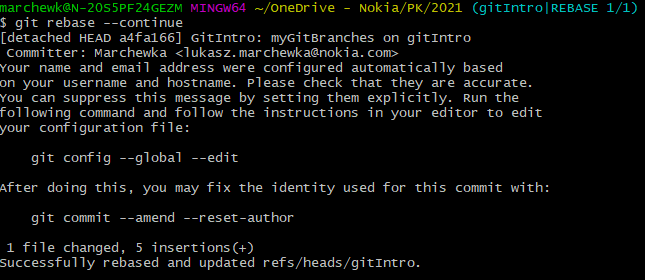 marchewk@N-20S5PF24GEZM MINGW64 ~/OneDrive - Nokia/PK/2021 (gitIntro|REBASE 1/1)
$ git rebase --continue
[detached HEAD a4fa166] GitIntro: myGitBranches on gitIntro
 Committer: Marchewka <lukasz.marchewka@nokia.com>
Your name and email address were configured automatically based
on your username and hostname. Please check that they are accurate.
You can suppress this message by setting them explicitly. Run the
following command and follow the instructions in your editor to edit
your configuration file:

    git config --global --edit

After doing this, you may fix the identity used for this commit with:

    git commit --amend --reset-author

 1 file changed, 5 insertions(+)
Successfully rebased and updated refs/heads/gitIntro.